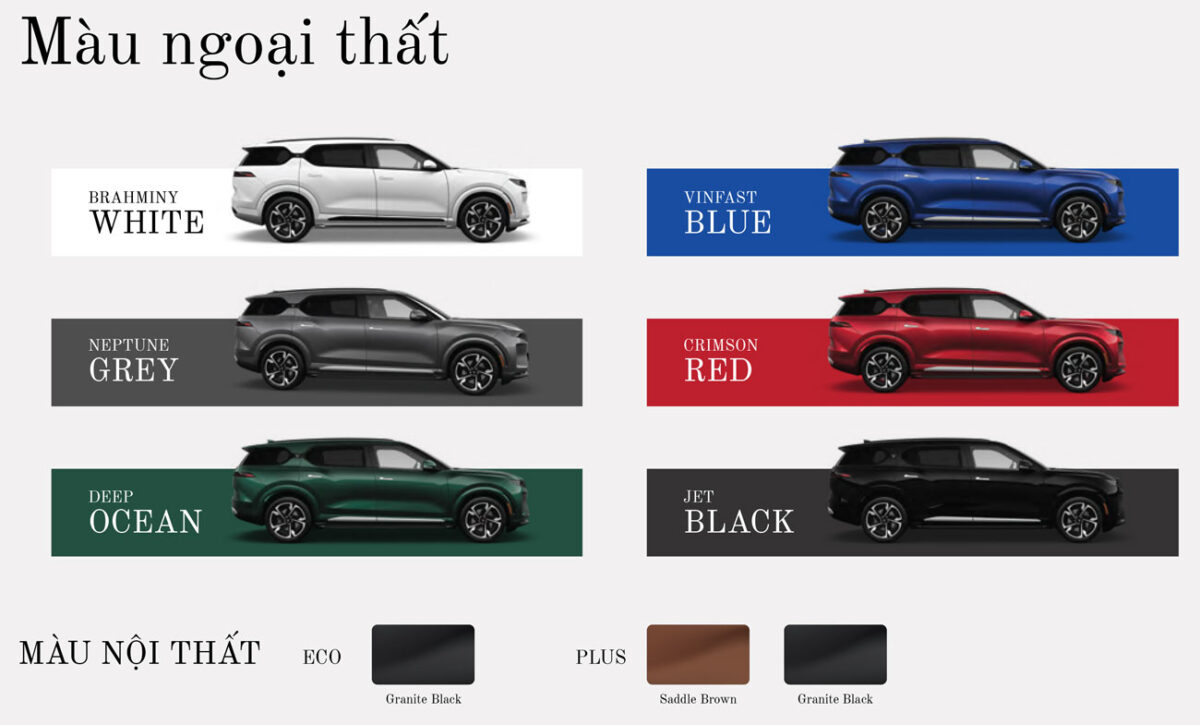 Màu ngoại thất
BRAHMINY
WHITE
VINFAST
BLUE
NEPTUNE
GREY
CRIMSON
RED
DEEP
OCEAN
JET
BLACK
MÀU NỘI THẤT
ECO
Granite Black
PLUS
Saddle Brown
Granite Black